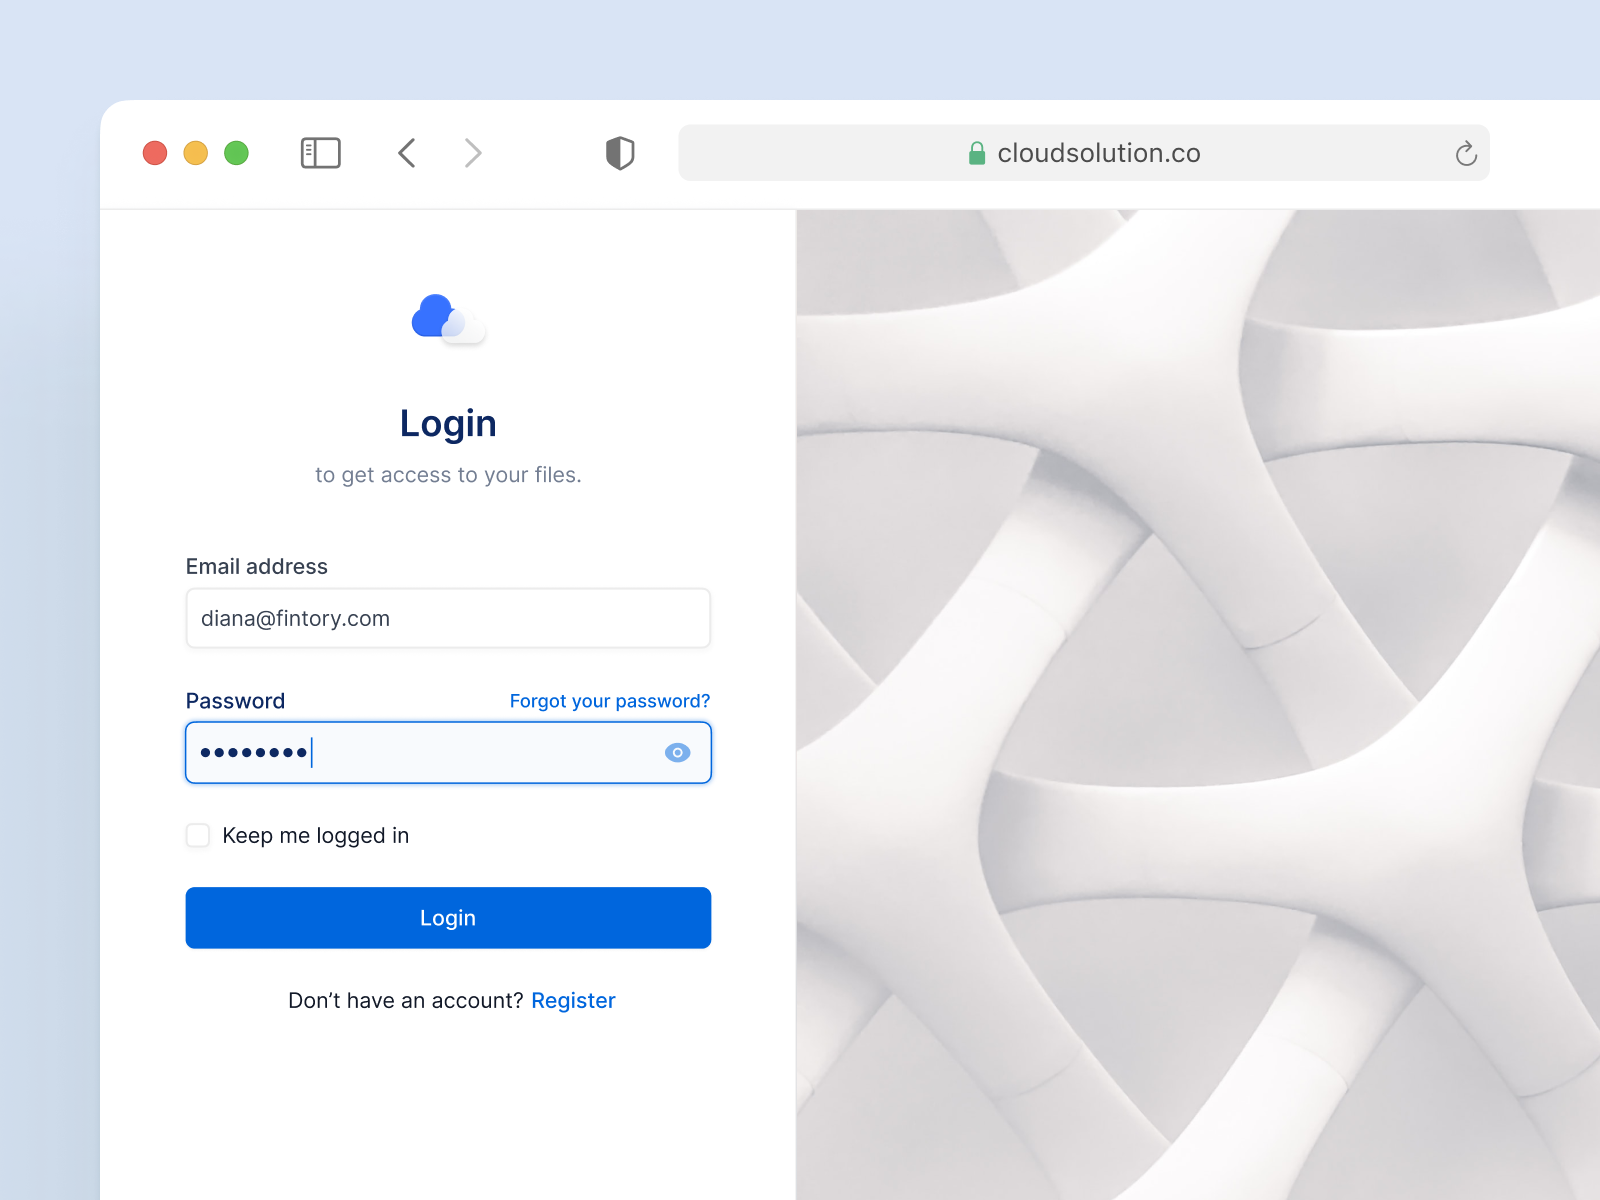 cloudsolution.co
Login
to get access to your files.
Email address
diana@fintory.com
Password
Forgot your password?
••••••••
Keep me logged in
Login
Don’t have an account? Register